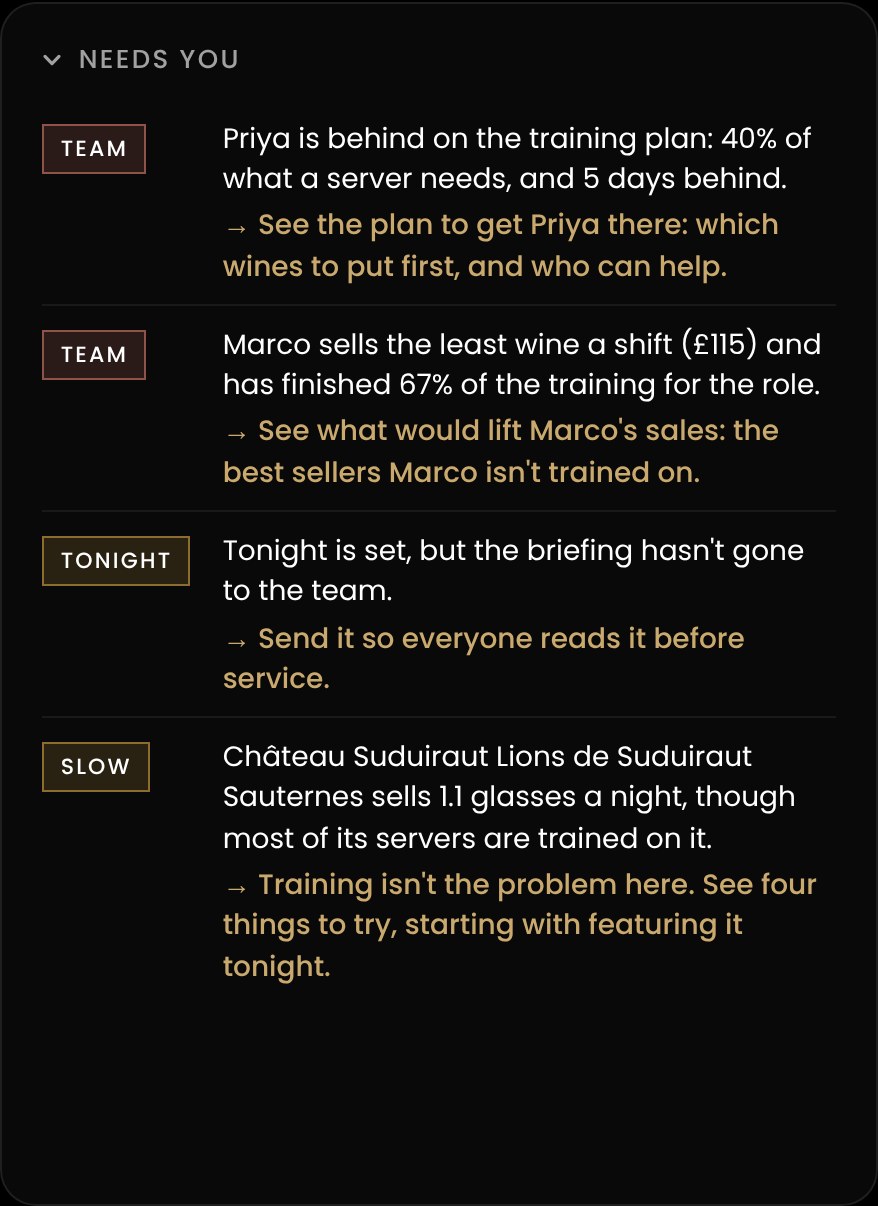 NEEDS YOU
TEAM
Priya is behind on the training plan: 40% of
what a server needs, and 5 days behind.
→ See the plan to get Priya there: which
wines to put first, and who can help.
TEAM
Marco sells the least wine a shift (£115) and
has finished 67% of the training for the role.
→ See what would lift Marco's sales: the
best sellers Marco isn't trained on.
TONIGHT
Tonight is set, but the briefing hasn't gone
to the team.
→ Send it so everyone reads it before
service.
SLOW
Château Suduiraut Lions de Suduiraut
Sauternes sells 1.1 glasses a night, though
most of its servers are trained on it.
→ Training isn't the problem here. See four
things to try, starting with featuring it
tonight.